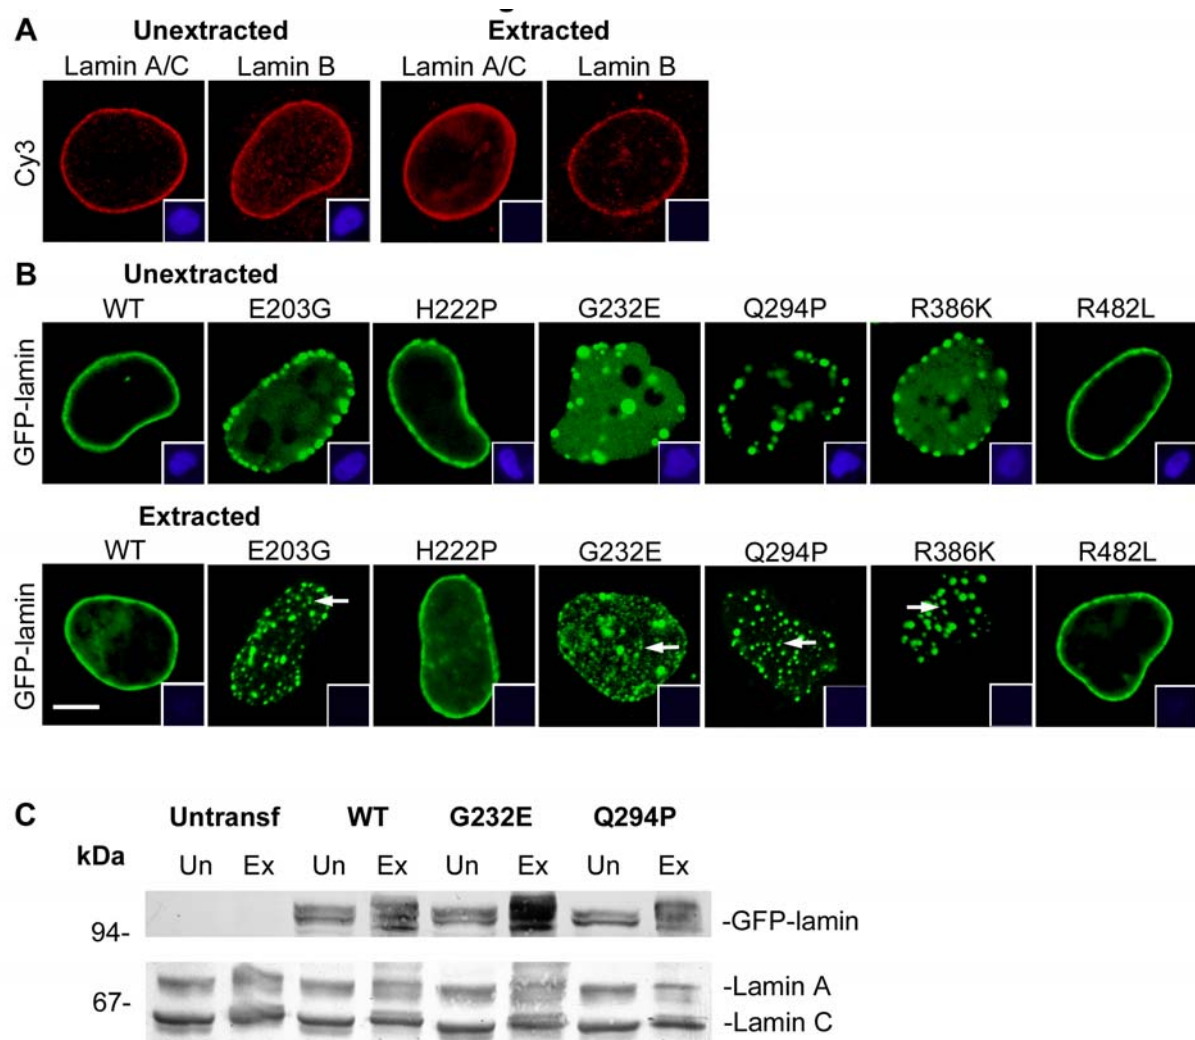 A
Unextracted Extracted
Lamin A/C Lamin B Lamin A/C Lamin B
Cy3
B
Unextracted
WT E203G H222P G232E Q294P R386K R482L
GFP-lamin
Extracted
WT E203G H222P G232E Q294P R386K R482L
GFP-lamin
C
Untransf WT G232E Q294P
kDa
Un Ex Un Ex Un Ex Un Ex
94- -GFP-lamin
-Lamin A
67-
-Lamin C